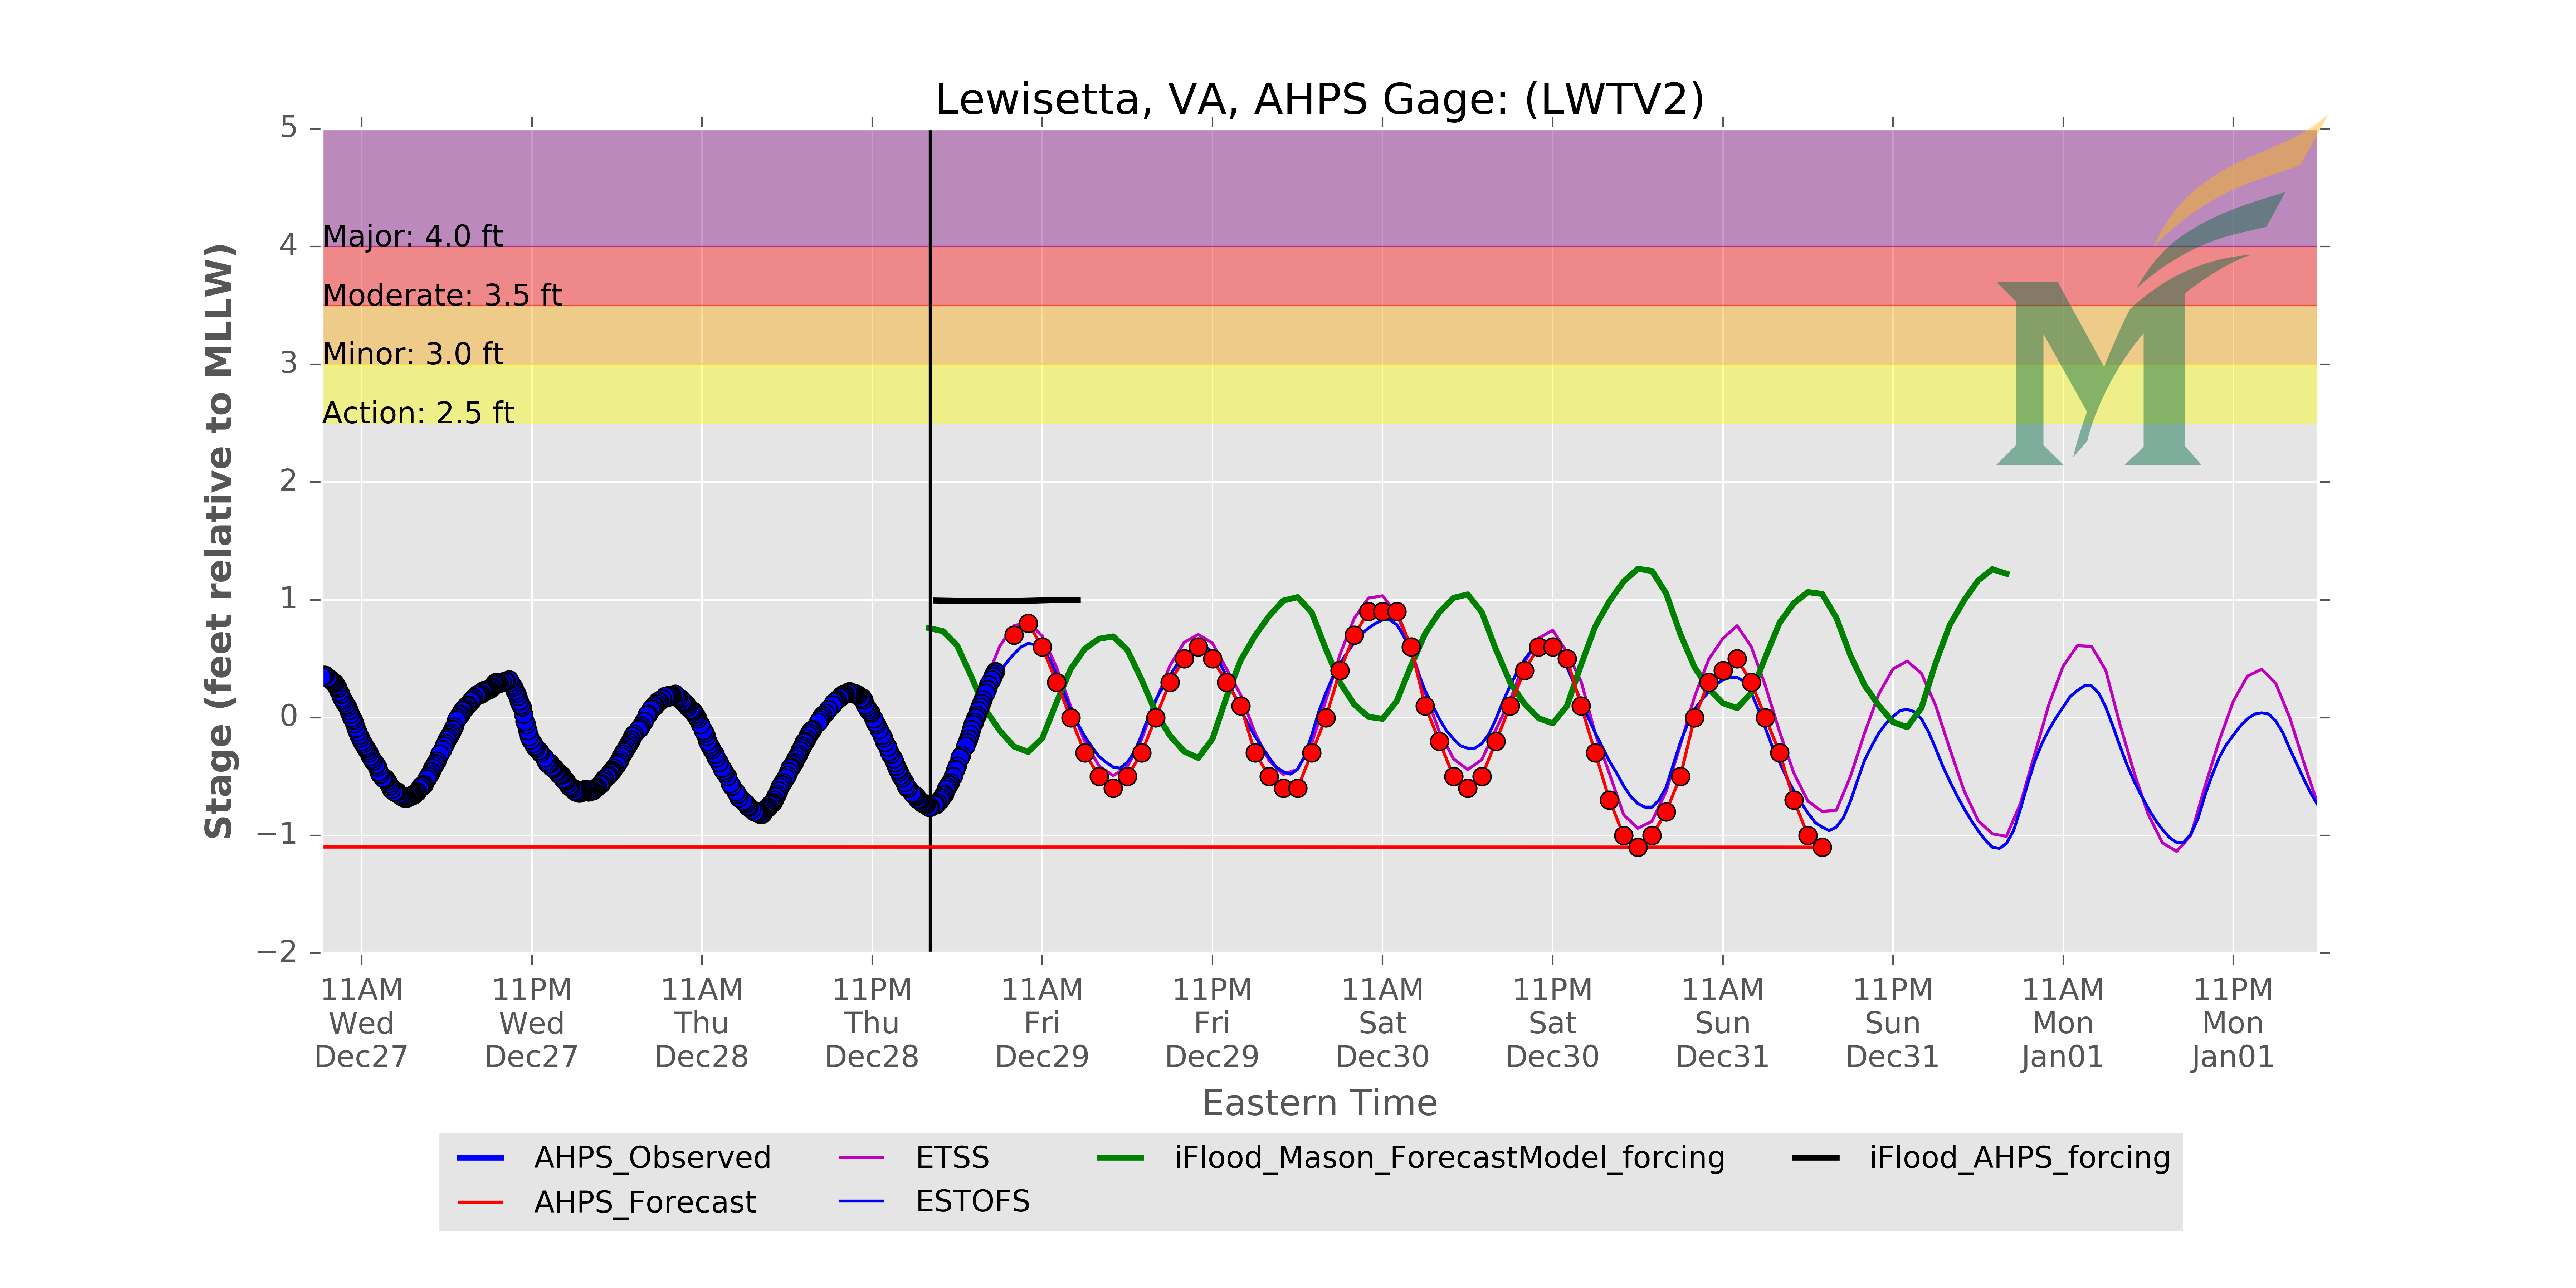 Lewisetta, VA, AHPS Gage: (LWTV2)
Stage (feet relative to MLLW)
5
4
3
2
1
0
−1
−2
Major: 4.0 ft
Moderate: 3.5 ft
Minor: 3.0 ft
Action: 2.5 ft
M
11AM 11PM 11AM 11PM 11AM 11PM 11AM 11PM 11AM 11PM 11AM 11PM
Wed Wed Thu Thu Fri Fri Sat Sat Sun Sun Mon Mon
Dec27 Dec27 Dec28 Dec28 Dec29 Dec29 Dec30 Dec30 Dec31 Dec31 Jan01 Jan01
Eastern Time
AHPS_Observed ETSS iFlood_Mason_ForecastModel_forcing iFlood_AHPS_forcing
AHPS_Forecast ESTOFS